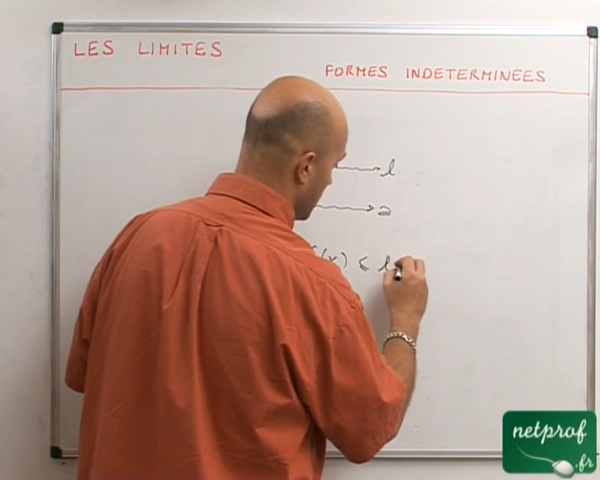 LES LIMITES
FORMES INDETERMINEES
l
a
(x) ≤ l
netprof
.fr